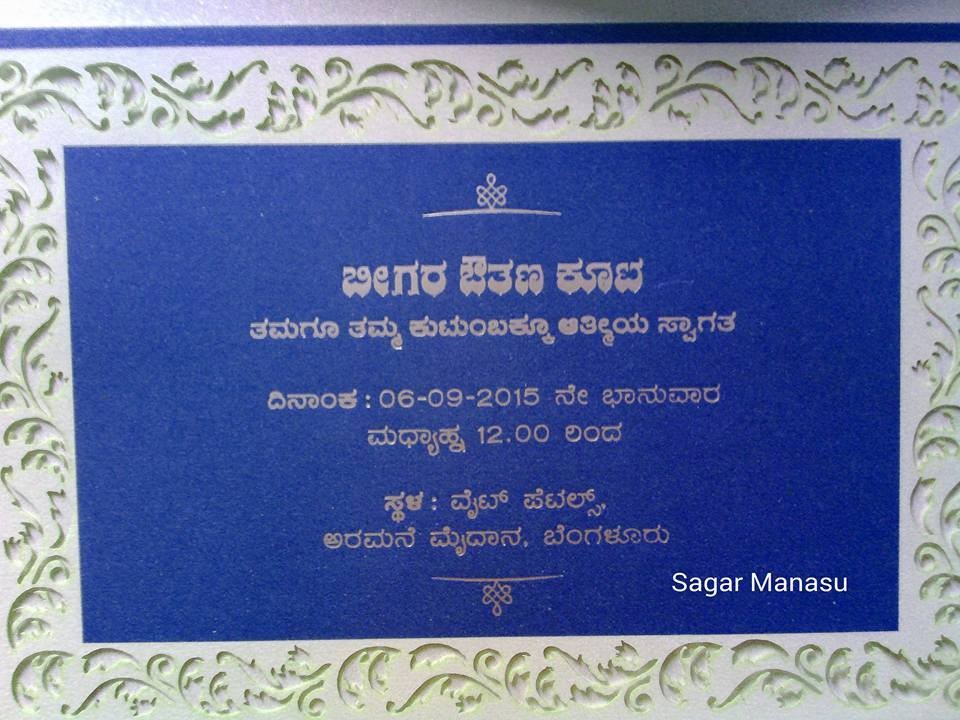 ಬೀಗರ ಔತಣ ಕೂಟ
ತಮಗೂ ತಮ್ಮ ಕುಟುಂಬಕ್ಕೂ ಆತ್ಮೀಯ ಸ್ವಾಗತ
ದಿನಾಂಕ : 06-09-2015 ನೇ ಭಾನುವಾರ
ಮಧ್ಯಾಹ್ನ 12.00 ರಿಂದ
ಸ್ಥಳ : ವೈಟ್ ಪೆಟಲ್ಸ್,
ಅರಮನೆ ಮೈದಾನ, ಬೆಂಗಳೂರು
Sagar Manasu